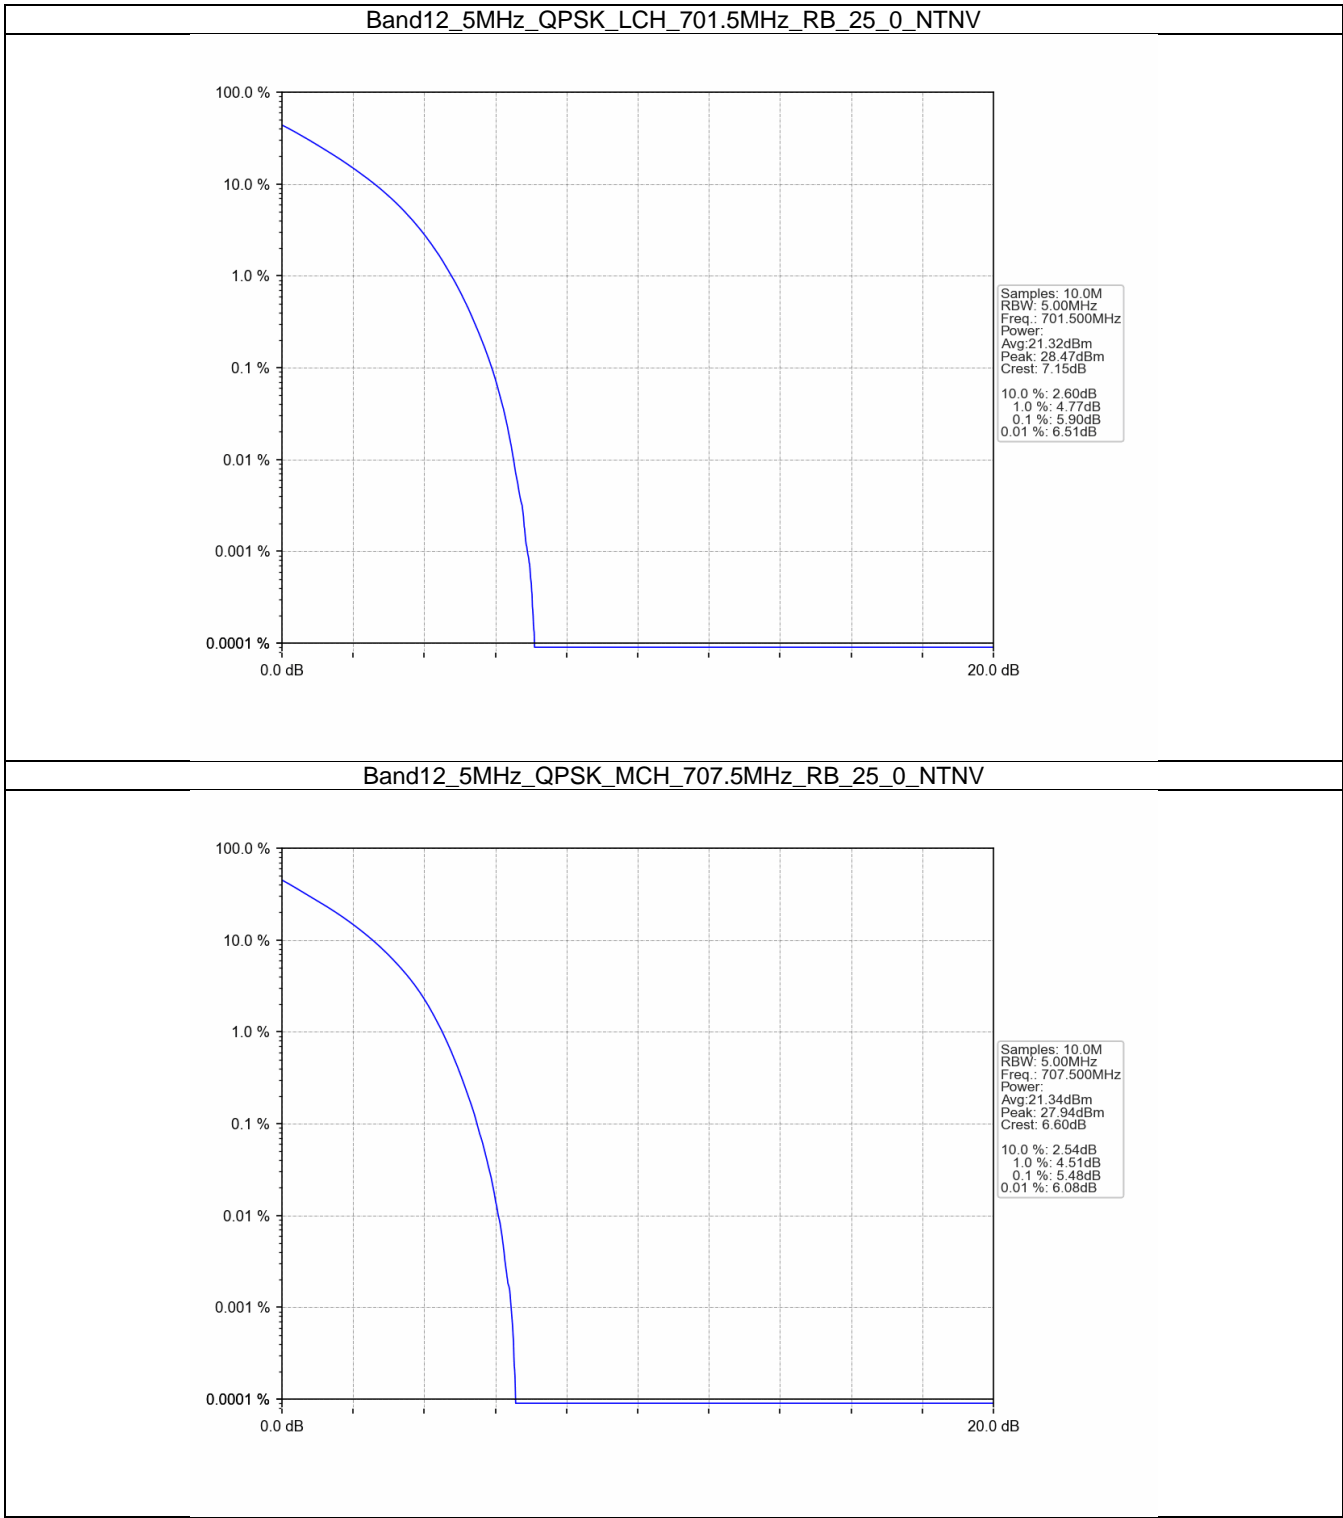 Band12_5MHz_QPSK_LCH_701.5MHz_RB_25_0_NTNV
100.0 %
10.0 %
1.0 %
0.1 %
0.01 %
0.001 %
0.0001 %
0.0 dB
20.0 dB
Samples: 10.0M
RBW: 5.00MHz
Freq.: 701.500MHz
Power:
Avg:21.32dBm
Peak: 28.47dBm
Crest: 7.15dB
10.0 %: 2.60dB
1.0 %: 4.77dB
0.1 %: 5.90dB
0.01 %: 6.51dB
Band12_5MHz_QPSK_MCH_707.5MHz_RB_25_0_NTNV
100.0 %
10.0 %
1.0 %
0.1 %
0.01 %
0.001 %
0.0001 %
0.0 dB
20.0 dB
Samples: 10.0M
RBW: 5.00MHz
Freq.: 707.500MHz
Power:
Avg:21.34dBm
Peak: 27.94dBm
Crest: 6.60dB
10.0 %: 2.54dB
1.0 %: 4.51dB
0.1 %: 5.48dB
0.01 %: 6.08dB